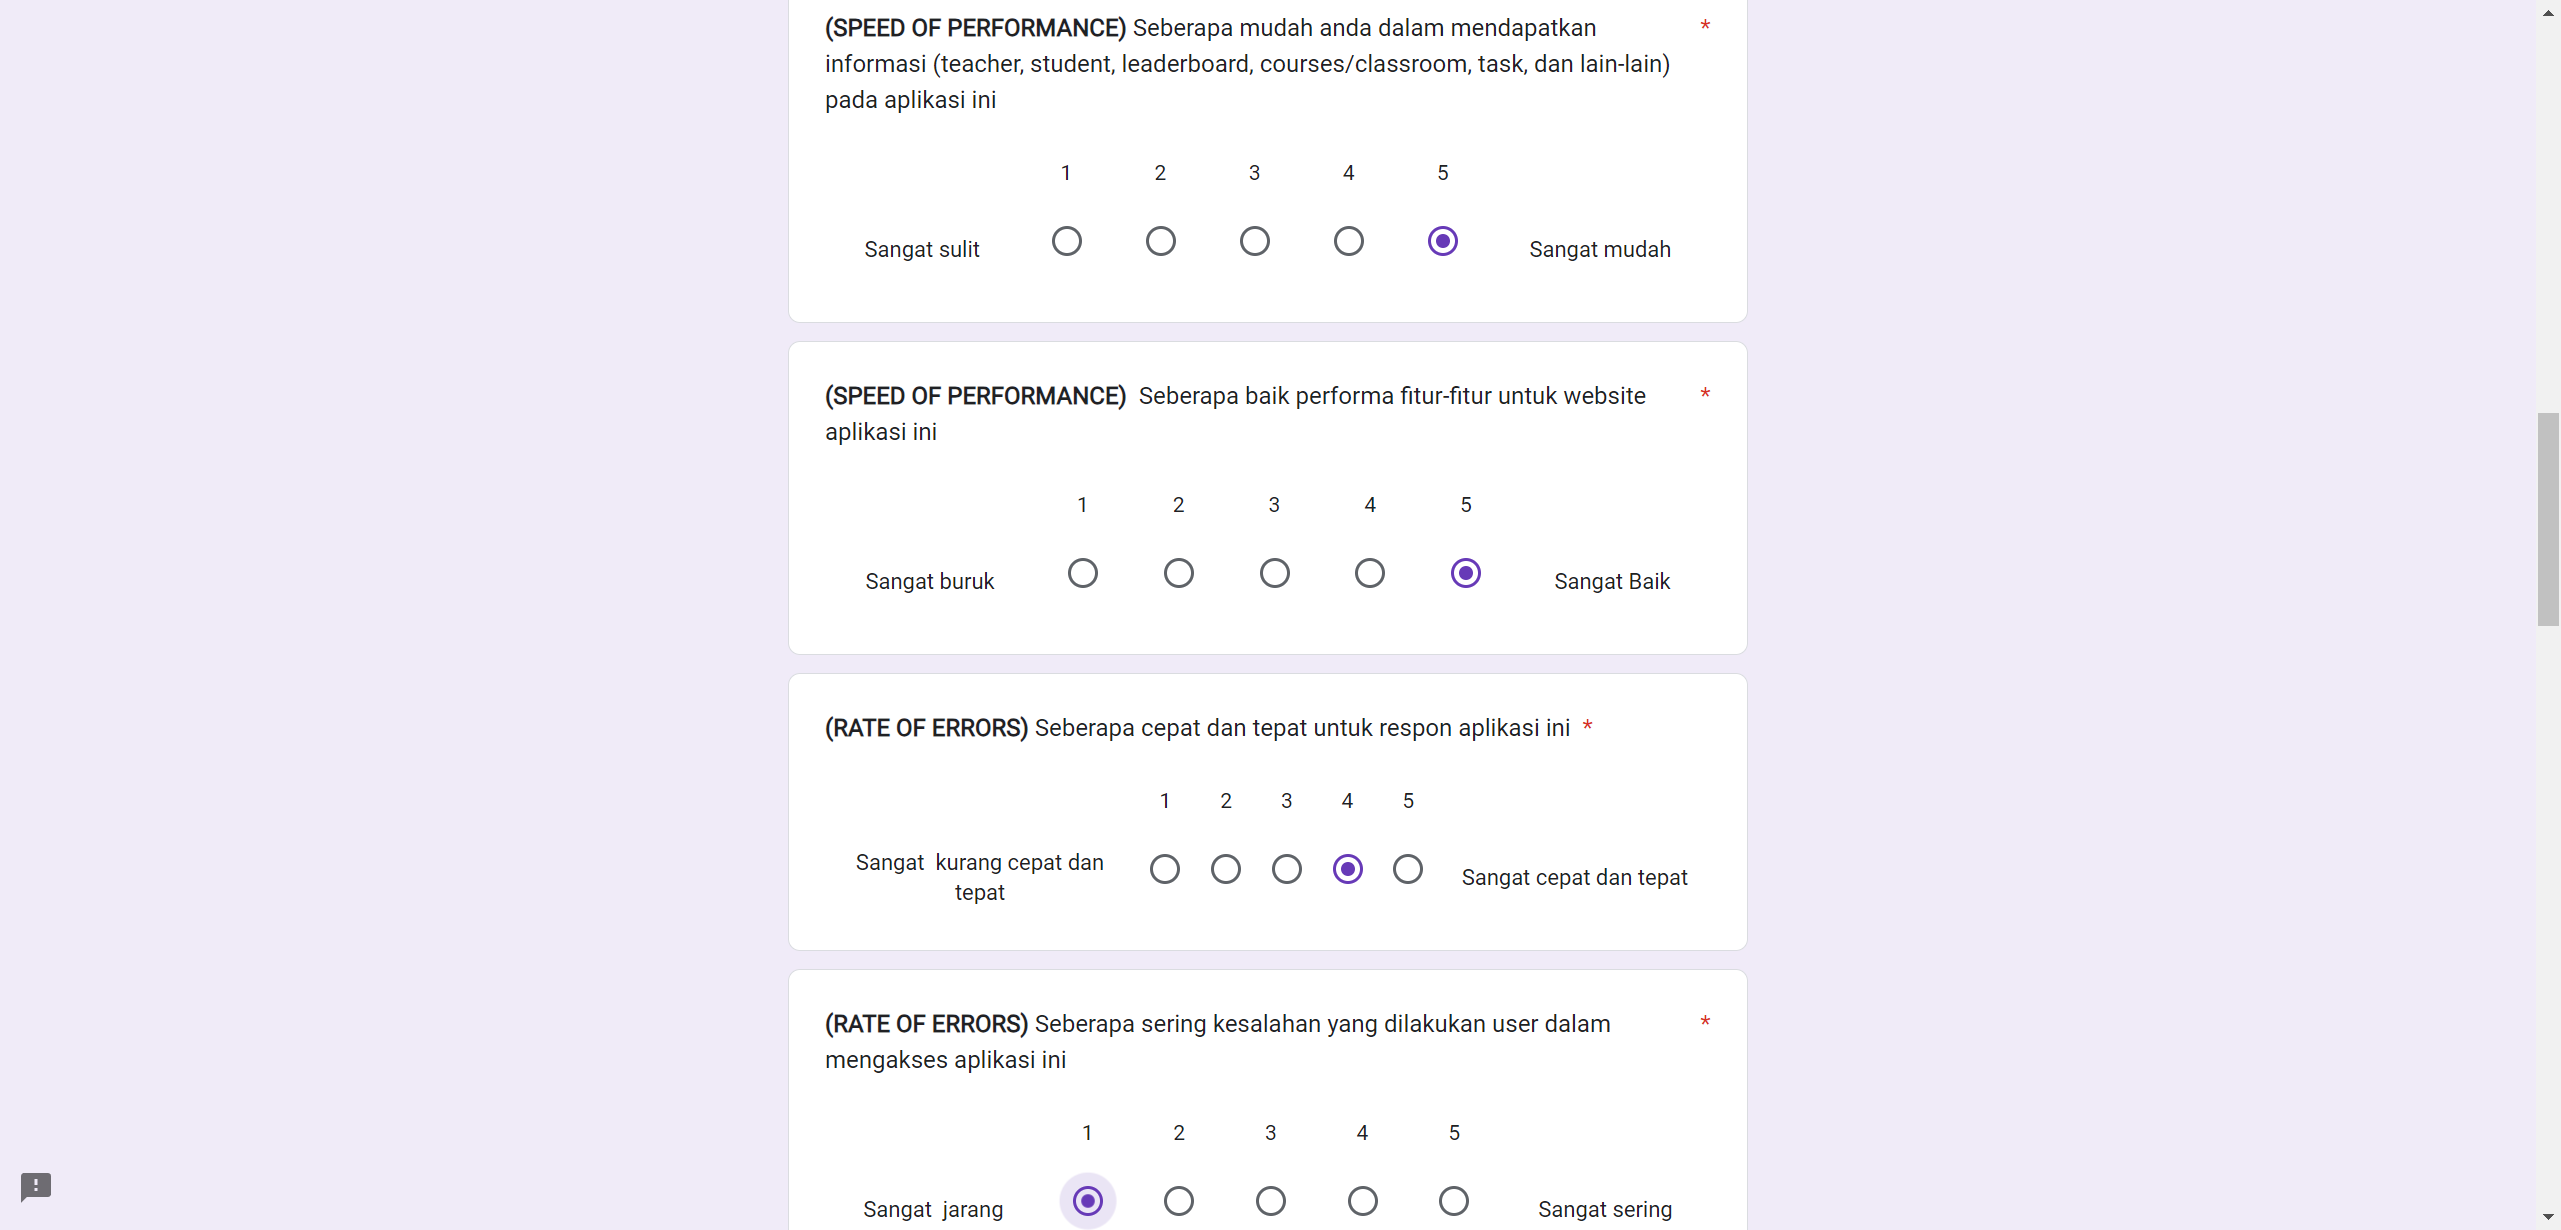 (SPEED OF PERFORMANCE) Seberapa mudah anda dalam mendapatkan *
informasi (teacher, student, leaderboard, courses/classroom, task, dan lain-lain)
pada aplikasi ini
1 2 3 4 5
Sangat sulit Sangat mudah
(SPEED OF PERFORMANCE)  Seberapa baik performa fitur-fitur untuk website *
aplikasi ini
1 2 3 4 5
Sangat buruk Sangat Baik
(RATE OF ERRORS) Seberapa cepat dan tepat untuk respon aplikasi ini *
1 2 3 4 5
Sangat  kurang cepat dan
tepat
Sangat cepat dan tepat
(RATE OF ERRORS) Seberapa sering kesalahan yang dilakukan user dalam *
mengakses aplikasi ini
1 2 3 4 5
Sangat  jarang Sangat sering